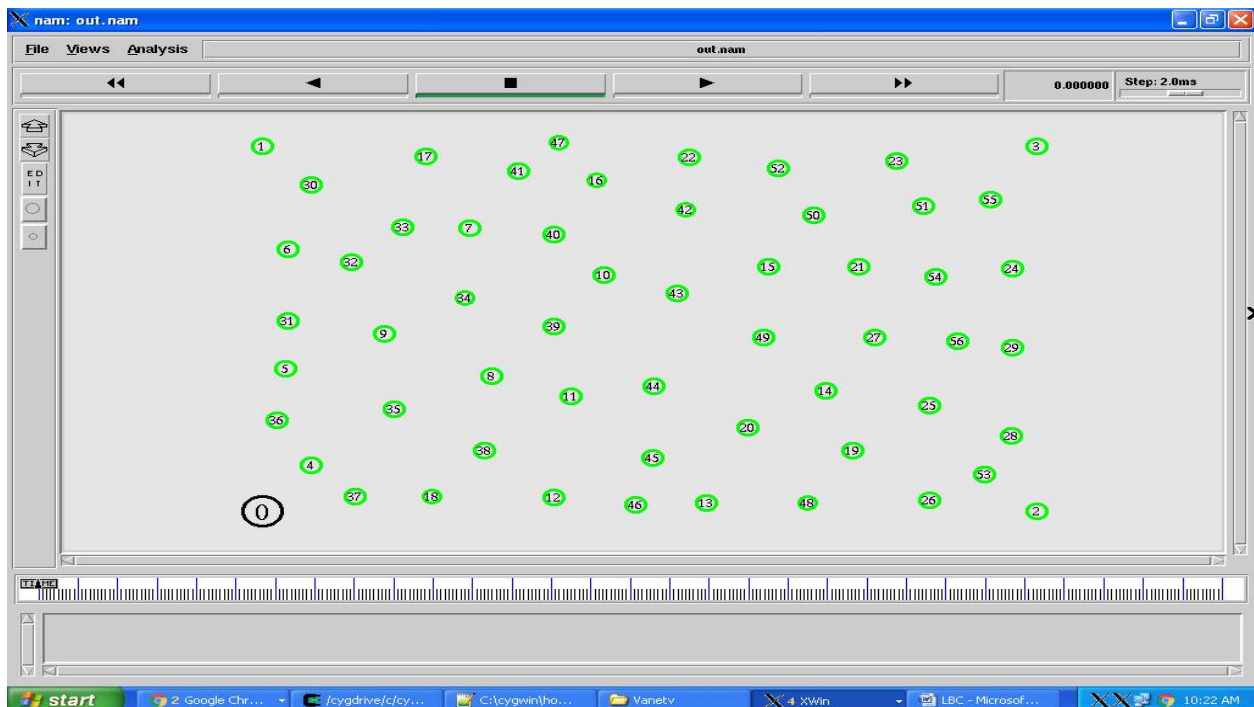 nam: out.nam
File Views Analysis out.nam
0.000000 Step: 2.0ms
E D
I T
1 17 47 3
41 22 52 23
30 16
33 7 42 50 51 55
6 32 40
10 15 21 54 24
34 43
31 9 39 49 27 56 29
5 8 44 14
36 35 11 20 25
38 45 19 28
4 53
37 18 12 46 13 48 26 2
0
TIME
start 2 Google Chr... /cygdrive/c/cy... C:\cygwin\ho... Vanetv 4 XWin LBC - Microsof... 10:22 AM